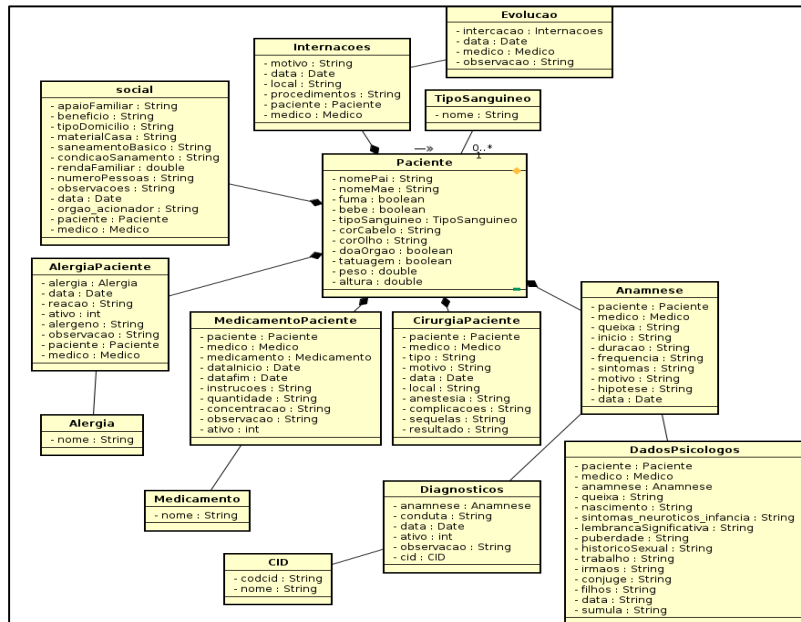 Evolucao
- intercacao : Internacoes
- data : Date
- medico : Medico
- observacao : String
Internacoes
- motivo : String
- data : Date
- local : String
- procedimentos : String
- paciente : Paciente
- medico : Medico
social
- apaioFamiliar : String
- beneficio : String
- tipoDomicilio : String
- materialCasa : String
- saneamentoBasico : String
- condicaoSanamento : String
- rendaFamiliar : double
- numeroPessoas : String
- observacoes : String
- data : Date
- orgao_acionador : String
- paciente : Paciente
- medico : Medico
TipoSanguineo
- nome : String
—»
0..*
1
Paciente
- nomePai : String
- nomeMae : String
- fuma : boolean
- bebe : boolean
- tipoSanguineo : TipoSanguineo
- corCabelo : String
- corOlho : String
- doaOrgao : boolean
- tatuagem : boolean
- peso : double
- altura : double
AlergiaPaciente
- alergia : Alergia
- data : Date
- reacao : String
- ativo : int
- alergeno : String
- observacao : String
- paciente : Paciente
- medico : Medico
MedicamentoPaciente
- paciente : Paciente
- medico : Medico
- medicamento : Medicamento
- dataInicio : Date
- datafim : Date
- instrucoes : String
- quantidade : String
- concentracao : String
- observacao : String
- ativo : int
CirurgiaPaciente
- paciente : Paciente
- medico : Medico
- tipo : String
- motivo : String
- data : Date
- local : String
- anestesia : String
- complicacoes : String
- sequelas : String
- resultado : String
Anamnese
- paciente : Paciente
- medico : Medico
- queixa : String
- inicio : String
- duracao : String
- frequencia : String
- sintomas : String
- motivo : String
- hipotese : String
- data : Date
Alergia
- nome : String
Medicamento
- nome : String
Diagnosticos
- anamnese : Anamnese
- conduta : String
- data : Date
- ativo : int
- observacao : String
- cid : CID
DadosPsicologos
- paciente : Paciente
- medico : Medico
- anamnese : Anamnese
- queixa : String
- nascimento : String
- sintomas_neuroticos_infancia : String
- lembrancaSignificativa : String
- puberdade : String
- historicoSexual : String
- trabalho : String
- irmaos : String
- conjuge : String
- filhos : String
- data : String
- sumula : String
CID
- codcid : String
- nome : String